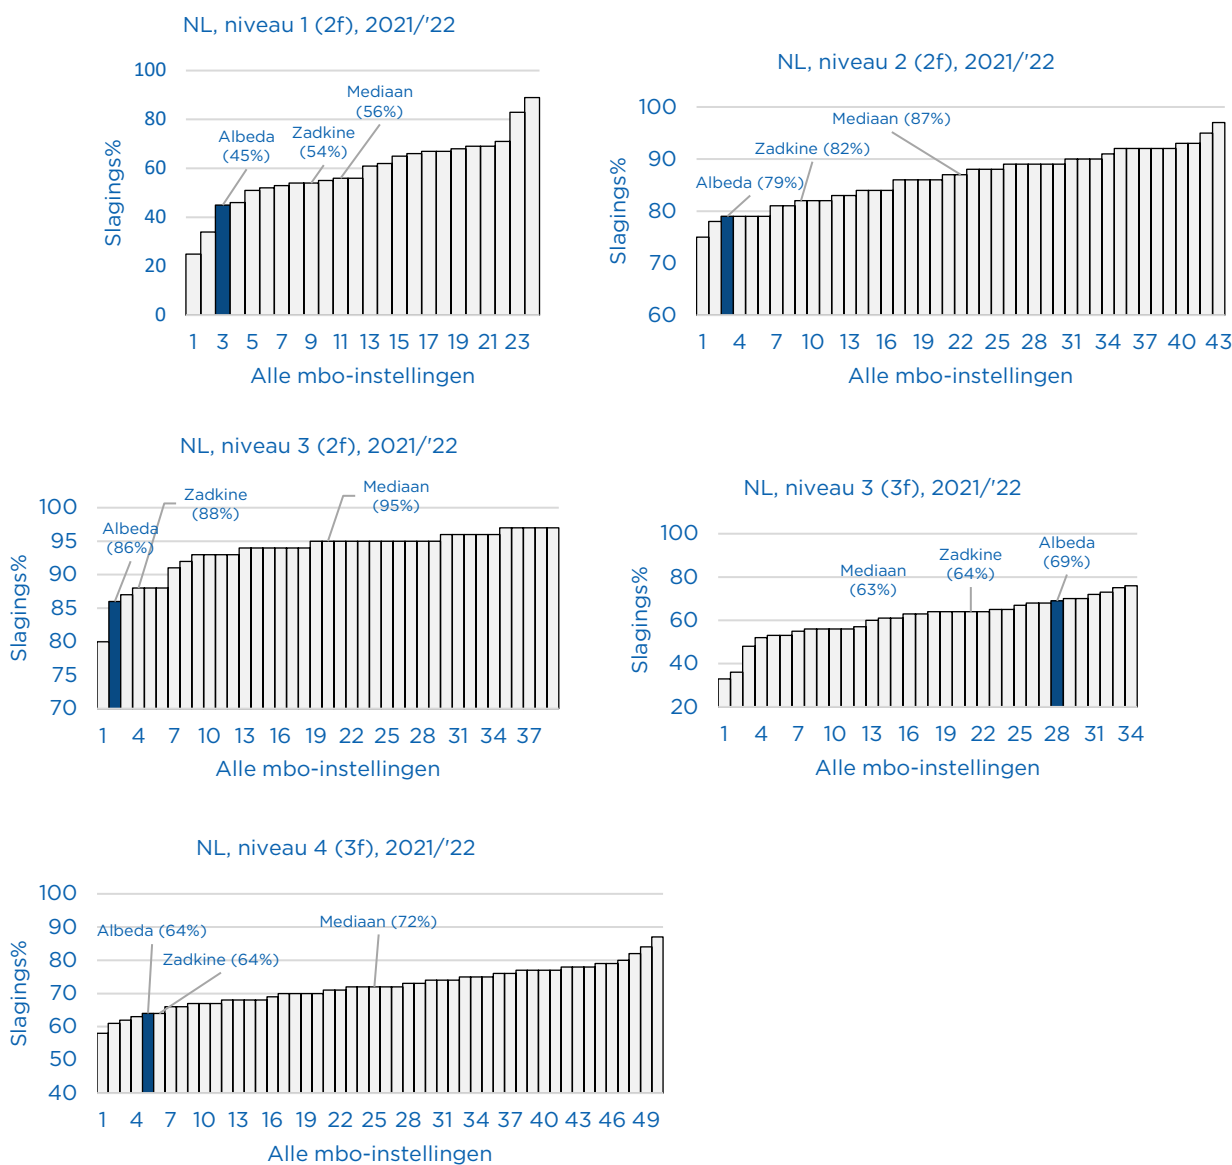 NL, niveau 1 (2f), 2021/'22
100
80
60
40
20
0
Slagings%
Albeda
(45%)
Zadkine
(54%)
Mediaan
(56%)
1 3 5 7 9 11 13 15 17 19 21 23
Alle mbo-instellingen
NL, niveau 2 (2f), 2021/'22
100
90
80
70
60
Slagings%
Mediaan (87%)
Zadkine (82%)
Albeda (79%)
1 4 7 10 13 16 19 22 25 28 31 34 37 40 43
Alle mbo-instellingen
NL, niveau 3 (2f), 2021/'22
100
95
90
85
80
75
70
Slagings%
Albeda
(86%)
Zadkine
(88%)
Mediaan
(95%)
1 4 7 10 13 16 19 22 25 28 31 34 37
Alle mbo-instellingen
NL, niveau 3 (3f), 2021/'22
100
80
60
40
20
Slagings%
Mediaan
(63%)
Zadkine
(64%)
Albeda
(69%)
1 4 7 10 13 16 19 22 25 28 31 34
Alle mbo-instellingen
NL, niveau 4 (3f), 2021/'22
100
90
80
70
60
50
40
Slagings%
Albeda (64%)
Zadkine (64%)
Mediaan (72%)
1 4 7 10 13 16 19 22 25 28 31 34 37 40 43 46 49
Alle mbo-instellingen